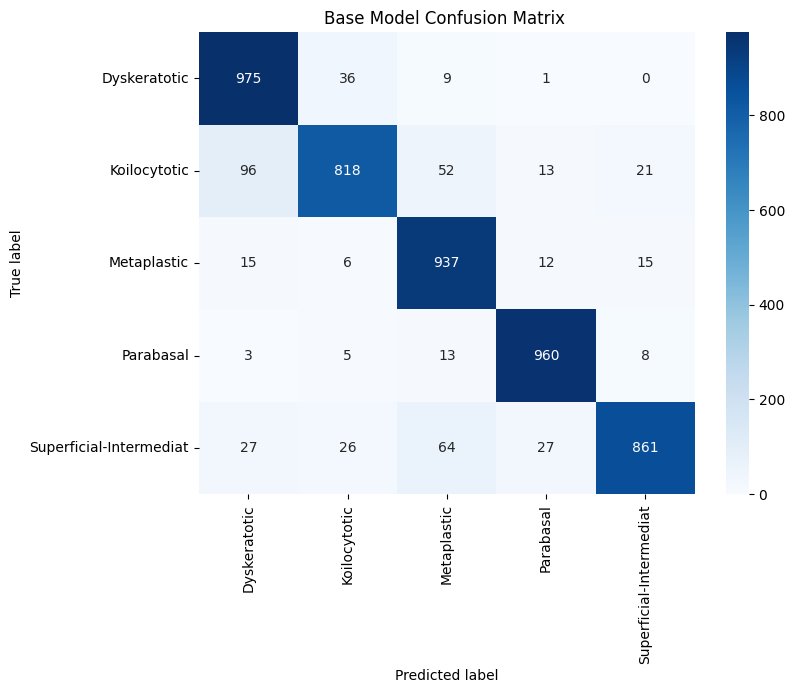 Base Model Confusion Matrix
True label
Dyskeratotic 975 36 9 1 0
Koilocytotic 96 818 52 13 21
Metaplastic 15 6 937 12 15
Parabasal 3 5 13 960 8
Superficial-Intermediat 27 26 64 27 861
Dyskeratotic
Koilocytotic
Metaplastic
Parabasal
Superficial-Intermediat
Predicted label
800
600
400
200
0